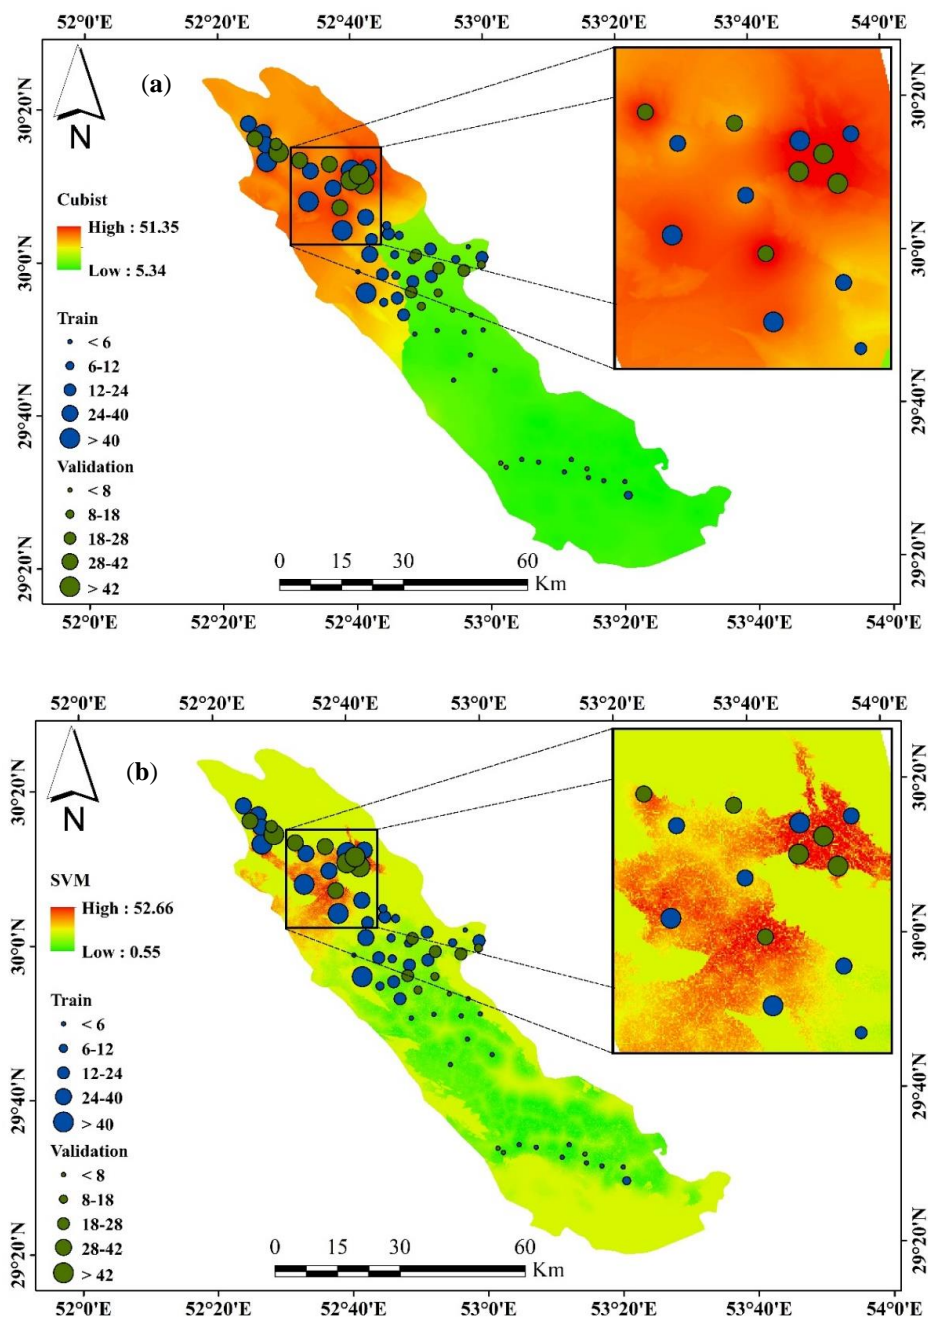 52°0'E 52°20'E 52°40'E 53°0'E 53°20'E 53°40'E 54°0'E
(a)
N
30°20'N 30°20'N
Cubist
High : 51.35
Low : 5.34
30°0'N 30°0'N
Train
< 6
6-12
12-24
24-40
> 40
29°40'N 29°40'N
Validation
< 8
8-18
18-28
28-42
> 42
0 15 30 60
Km
29°20'N 29°20'N
52°0'E 52°20'E 52°40'E 53°0'E 53°20'E 53°40'E 54°0'E
52°0'E 52°20'E 52°40'E 53°0'E 53°20'E 53°40'E 54°0'E
(b)
N
30°20'N 30°20'N
SVM
High : 52.66
Low : 0.55
30°0'N 30°0'N
Train
< 6
6-12
12-24
24-40
> 40
29°40'N 29°40'N
Validation
< 8
8-18
18-28
28-42
> 42
0 15 30 60
Km
29°20'N 29°20'N
52°0'E 52°20'E 52°40'E 53°0'E 53°20'E 53°40'E 54°0'E